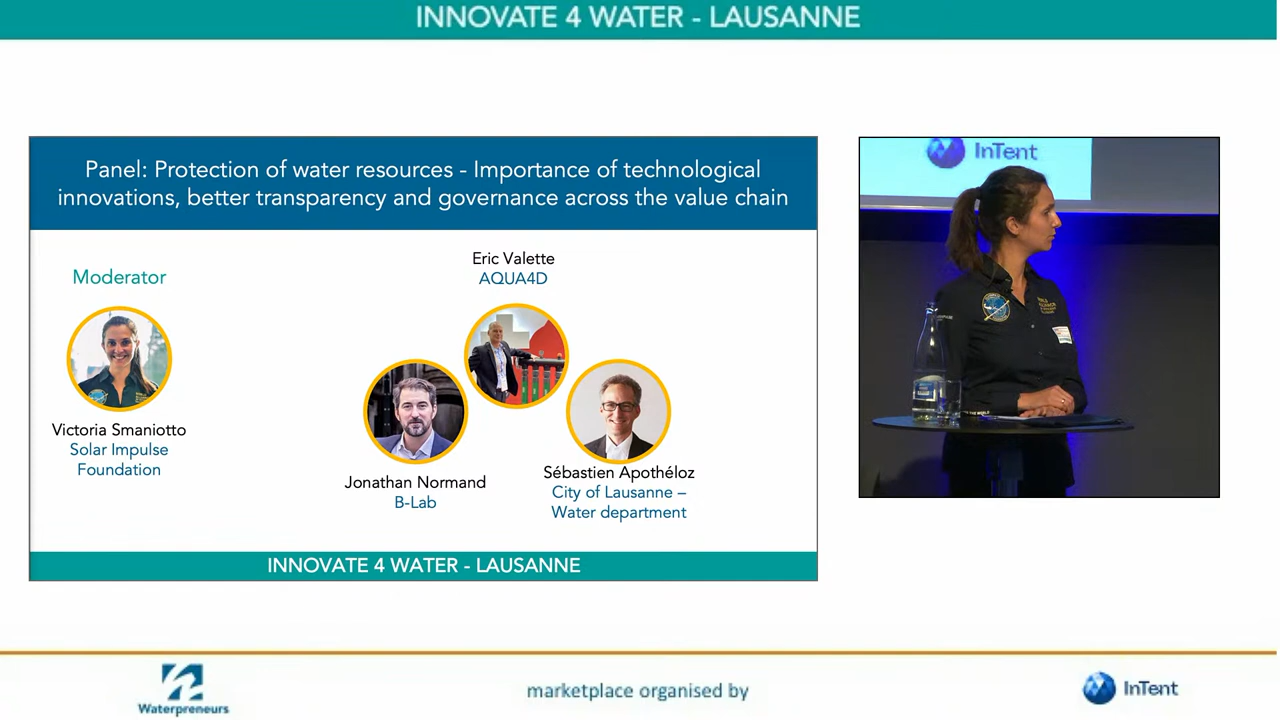 INNOVATE 4 WATER - LAUSANNE
Panel: Protection of water resources - Importance of technological
innovations, better transparency and governance across the value chain
Moderator
Victoria Smaniotto
Solar Impulse
Foundation
Eric Valette
AQUA4D
Jonathan Normand
B-Lab
Sébastien Apothéloz
City of Lausanne –
Water department
INNOVATE 4 WATER - LAUSANNE
InTent
Waterpreneurs
marketplace organised by
InTent